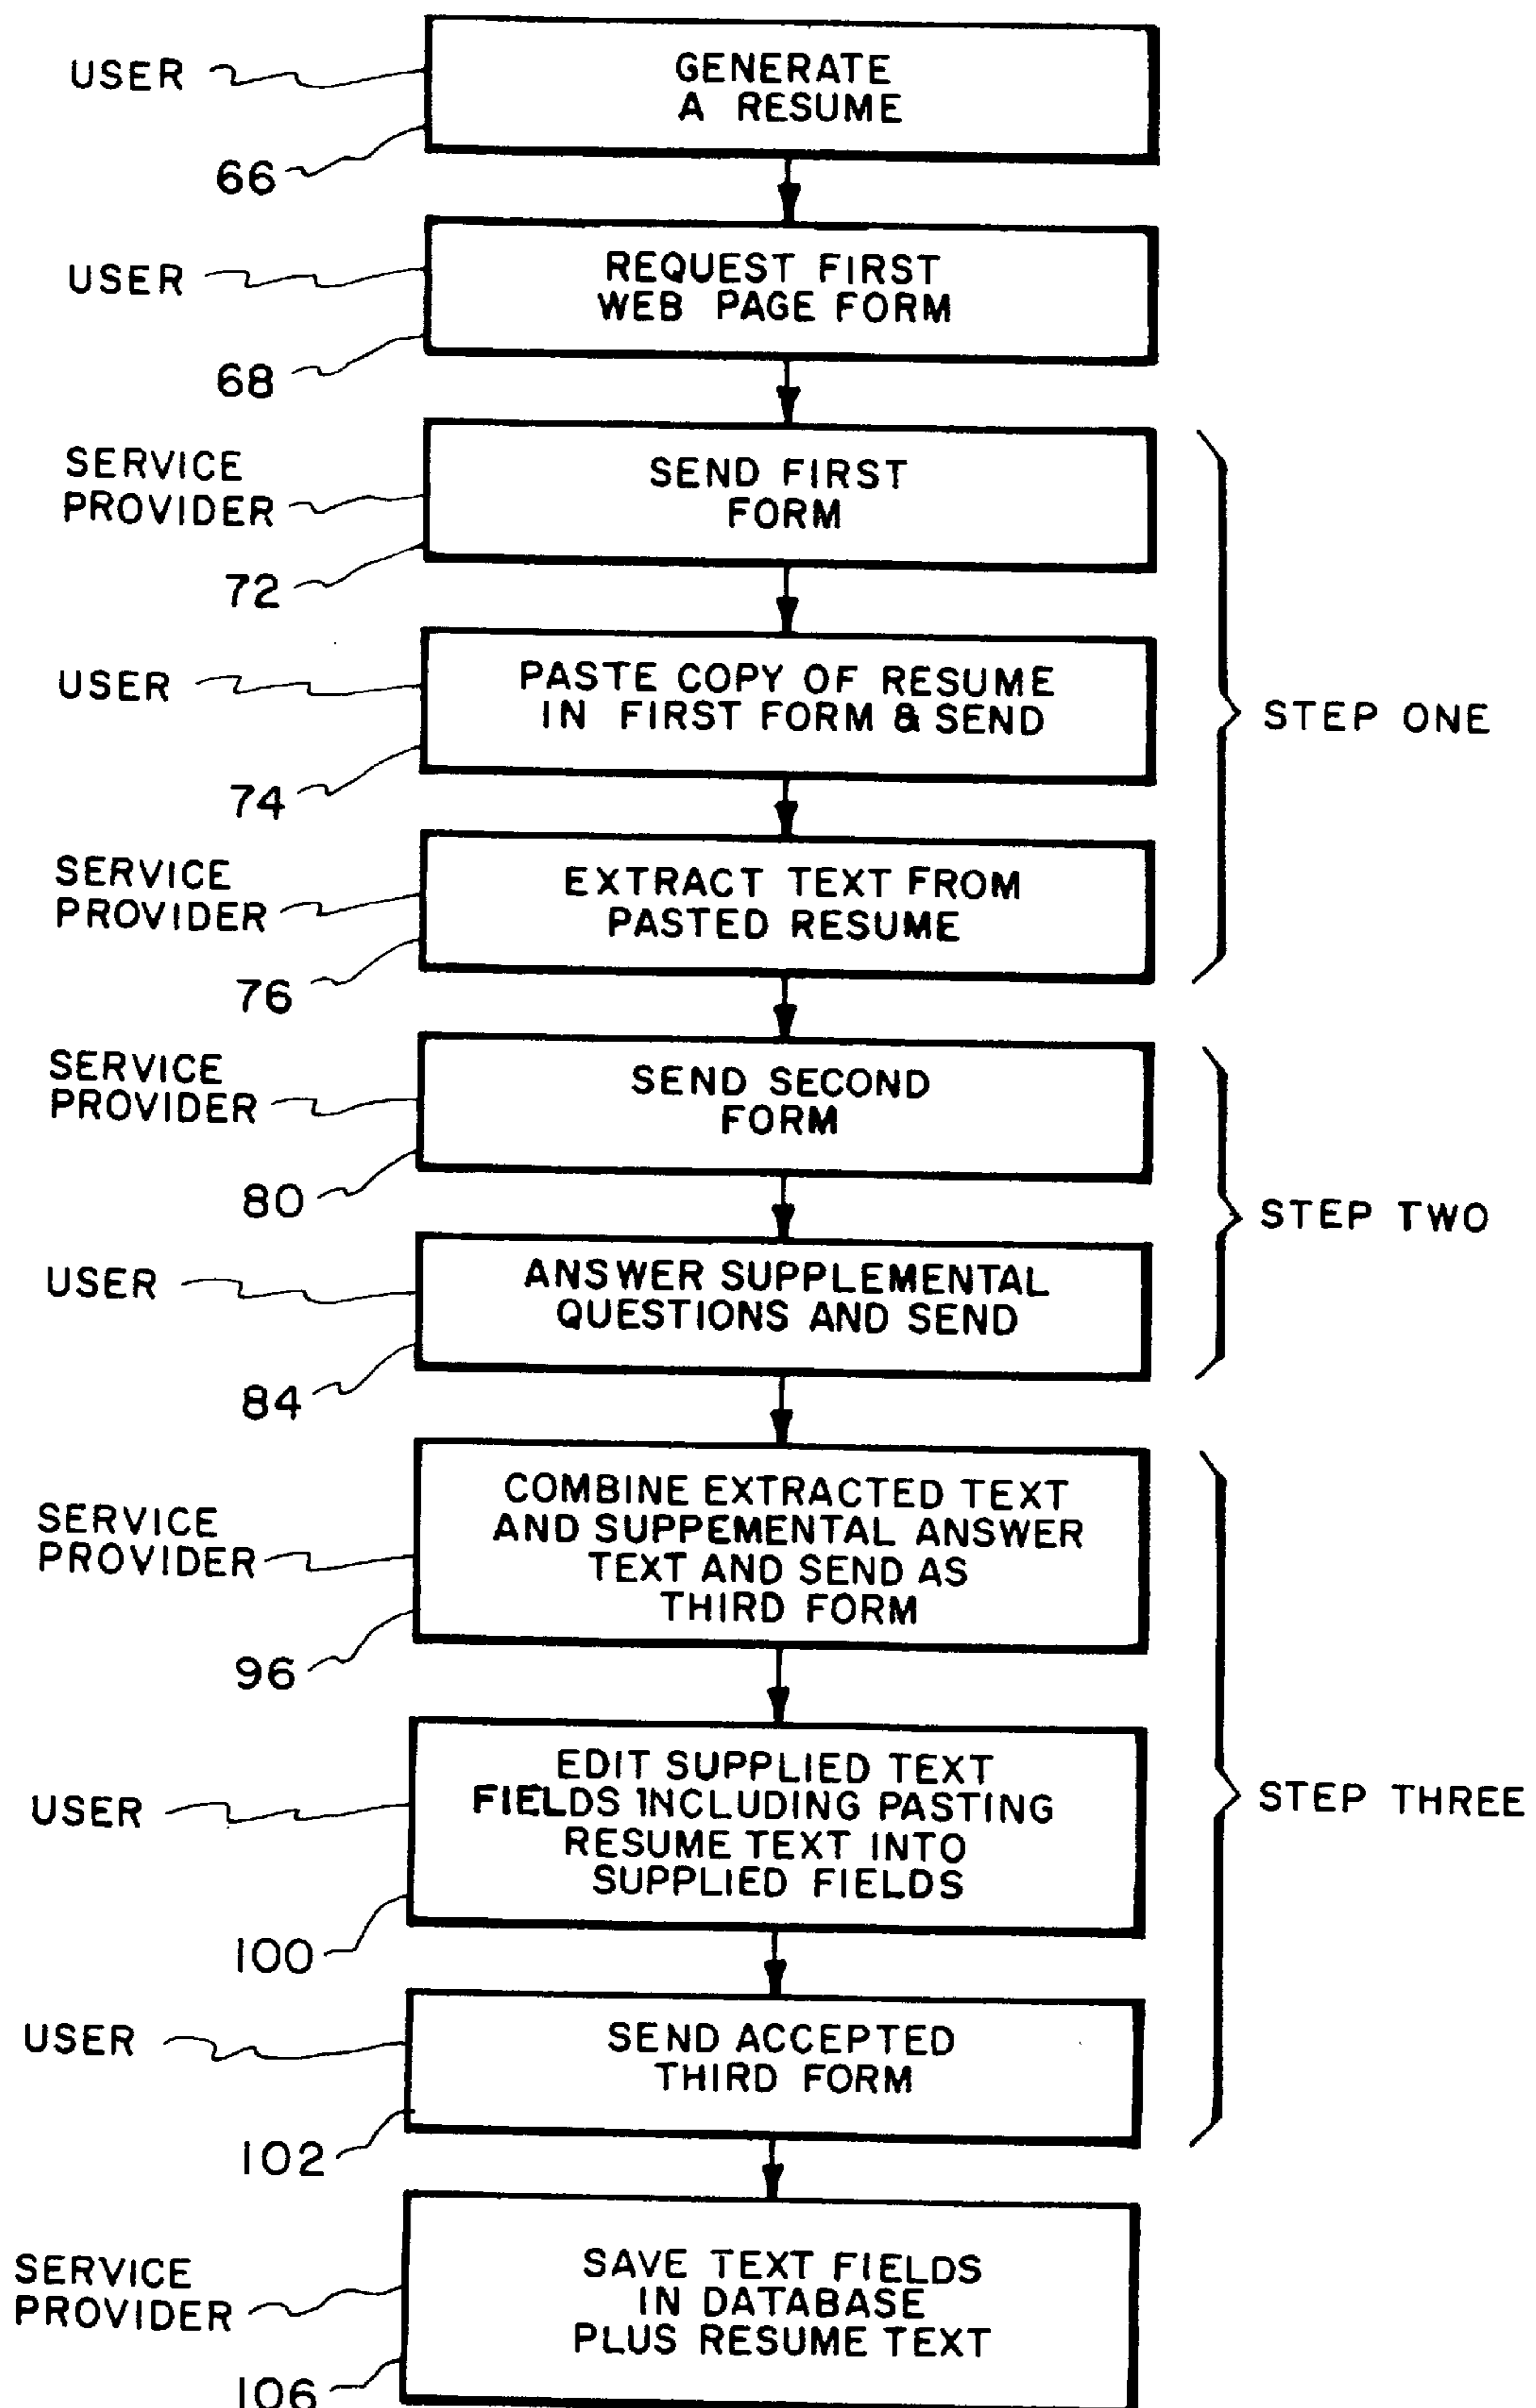 USER
GENERATE
A RESUME
66
USER
REQUEST FIRST
WEB PAGE FORM
68
SERVICE
PROVIDER
SEND FIRST
FORM
72
USER
PASTE COPY OF RESUME
IN FIRST FORM & SEND
74
STEP ONE
SERVICE
PROVIDER
EXTRACT TEXT FROM
PASTED RESUME
76
SERVICE
PROVIDER
SEND SECOND
FORM
80
STEP TWO
USER
ANSWER SUPPLEMENTAL
QUESTIONS AND SEND
84
SERVICE
PROVIDER
COMBINE EXTRACTED TEXT
AND SUPPEMENTAL ANSWER
TEXT AND SEND AS
THIRD FORM
96
USER
EDIT SUPPLIED TEXT
FIELDS INCLUDING PASTING
RESUME TEXT INTO
SUPPLIED FIELDS
100
STEP THREE
USER
SEND ACCEPTED
THIRD FORM
102
SERVICE
PROVIDER
SAVE TEXT FIELDS
IN DATABASE
PLUS RESUME TEXT
106